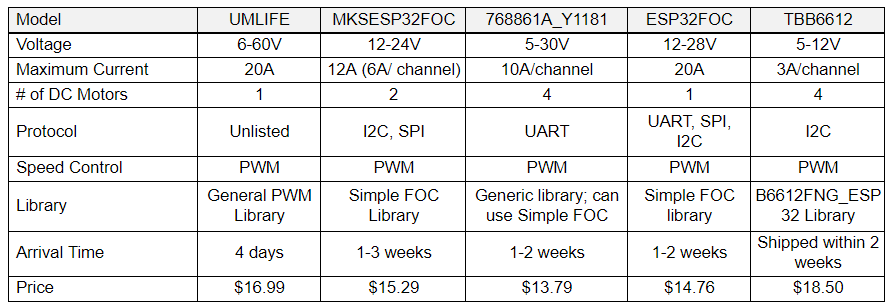 Model UMLIFE MKSESP32FOC 768861A_Y1181 ESP32FOC TBB6612
Voltage 6-60V 12-24V 5-30V 12-28V 5-12V
Maximum Current 20A 12A (6A/ channel) 10A/channel 20A 3A/channel
# of DC Motors 1 2 4 1 4
Protocol Unlisted I2C, SPI UART UART, SPI, I2C I2C
Speed Control PWM PWM PWM PWM PWM
Library General PWM Library Simple FOC Library Generic library; can use Simple FOC Simple FOC library B6612FNG_ESP32 Library
Arrival Time 4 days 1-3 weeks 1-2 weeks 1-2 weeks Shipped within 2 weeks
Price $16.99 $15.29 $13.79 $14.76 $18.50